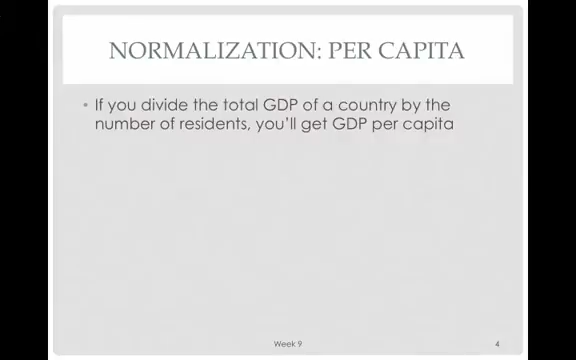 NORMALIZATION: PER CAPITA
• If you divide the total GDP of a country by the
number of residents, you'll get GDP per capita
Week 9
4